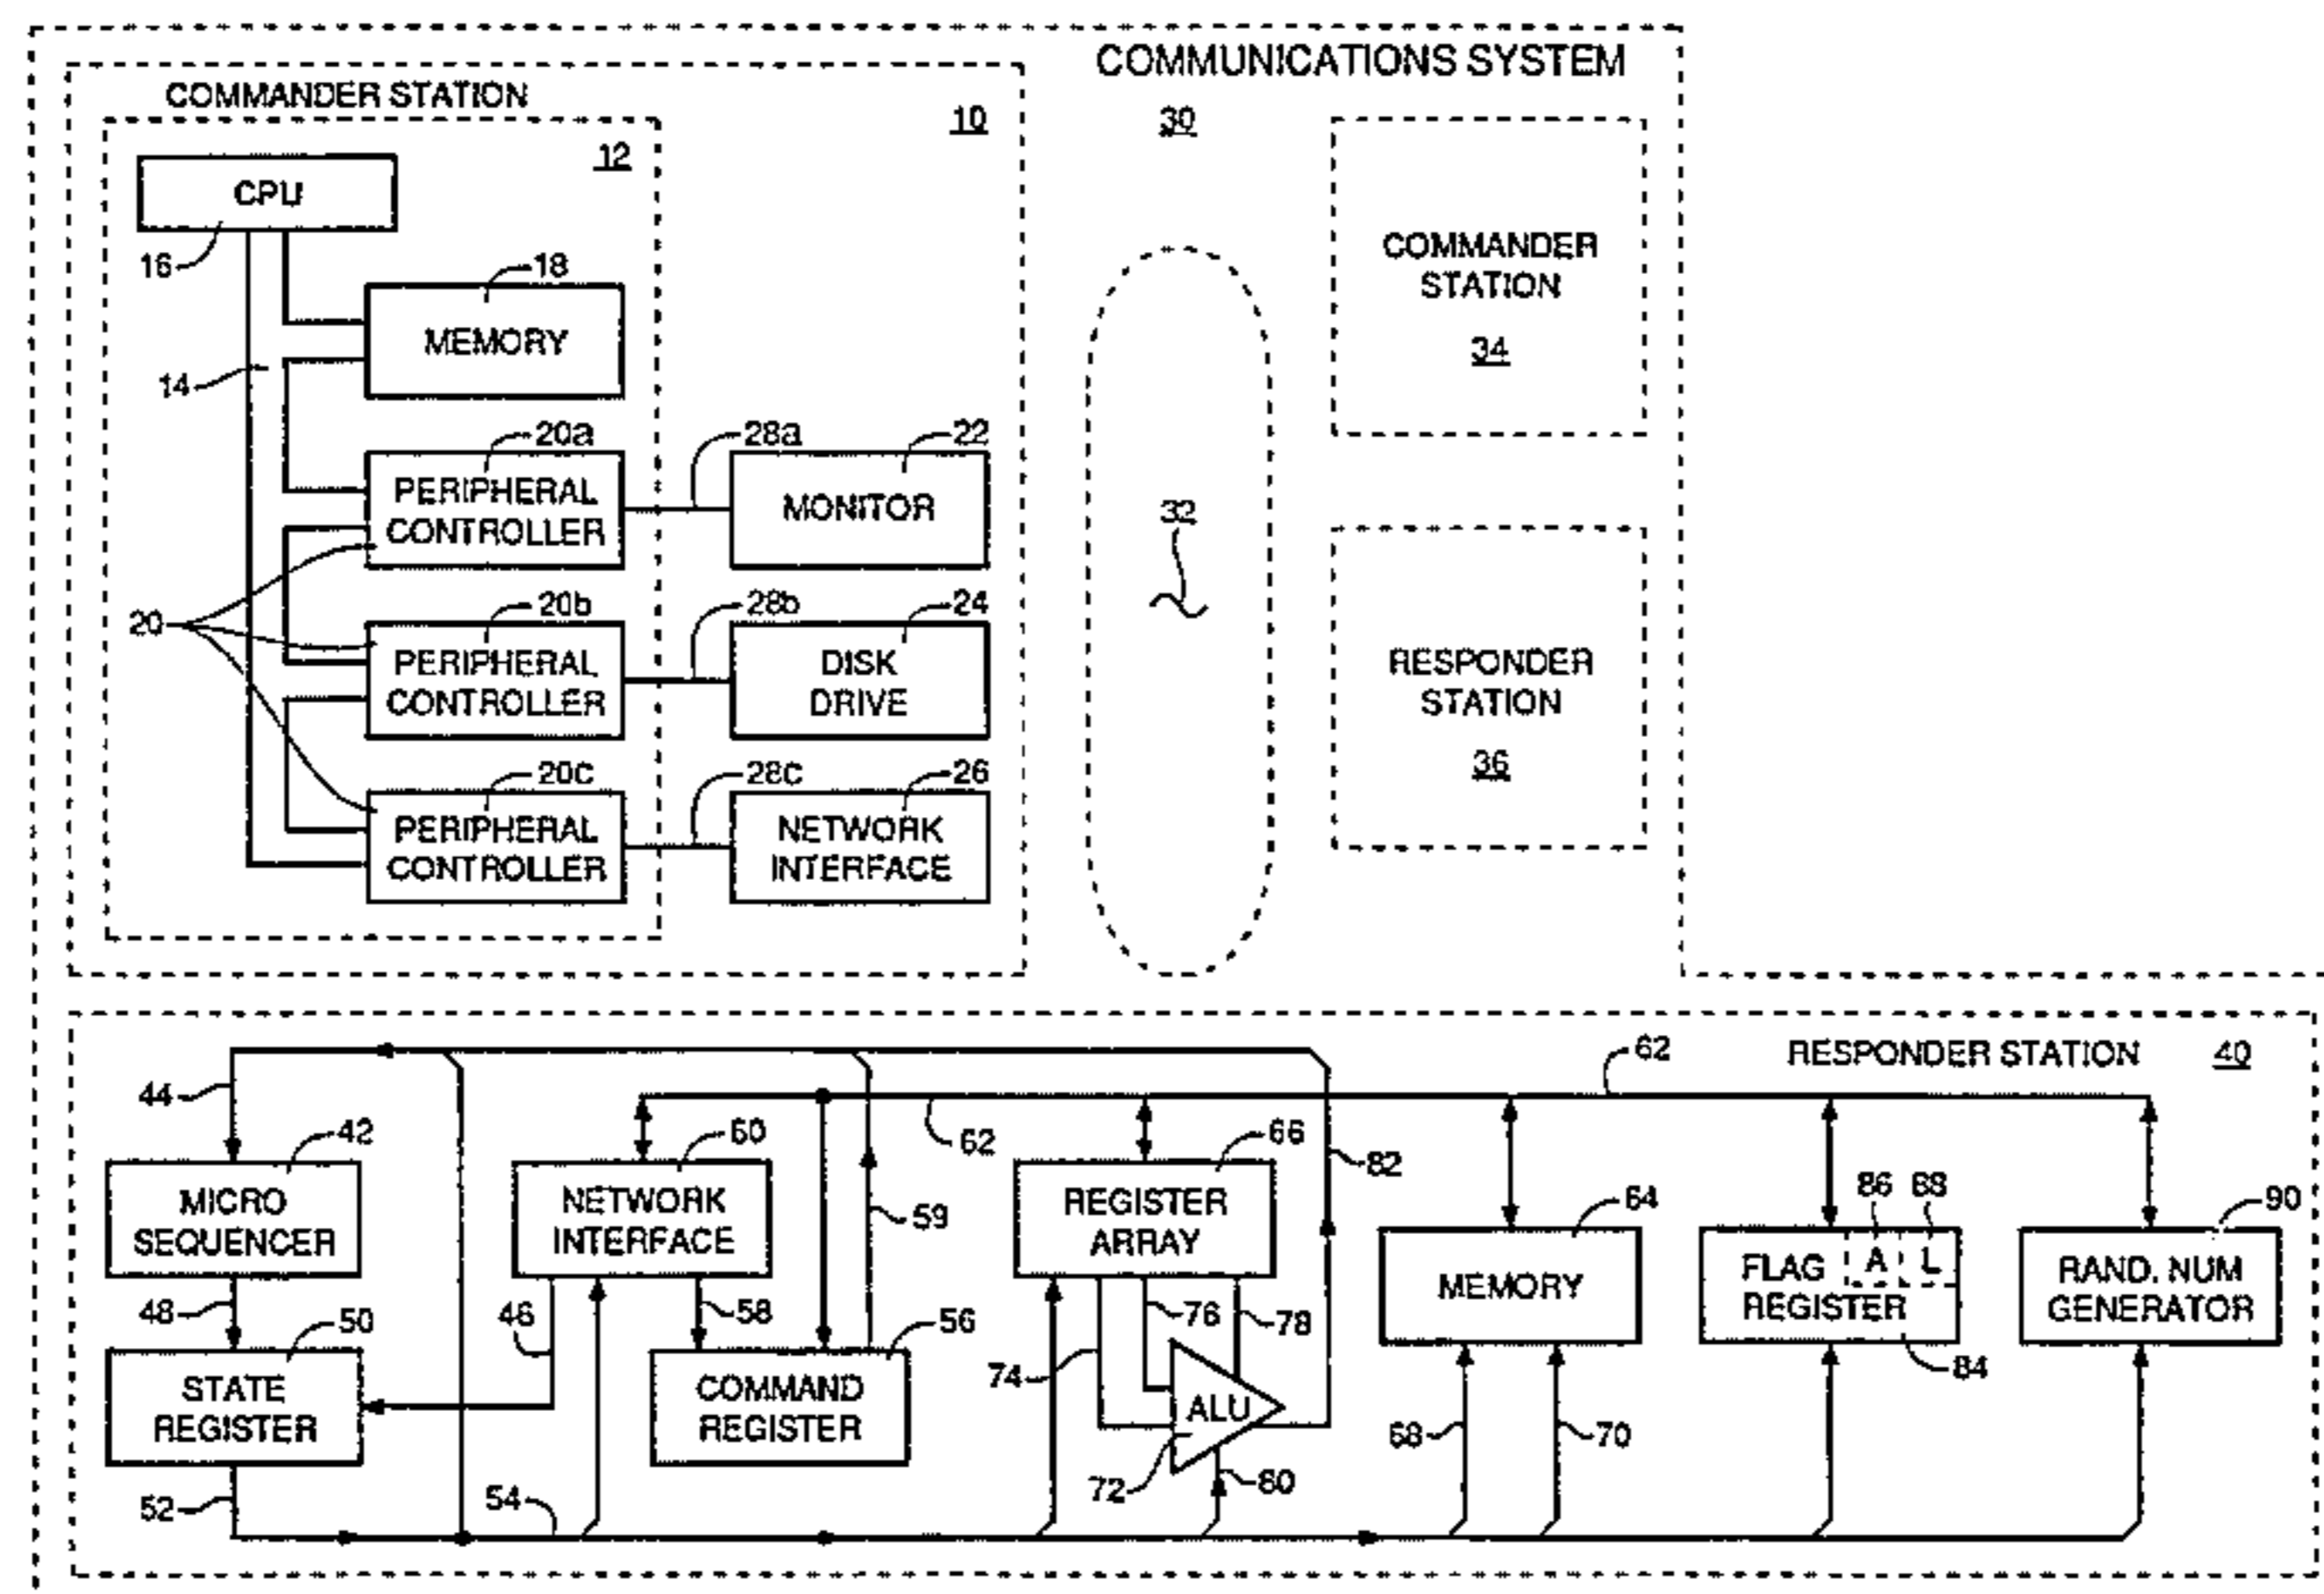 COMMUNICATIONS SYSTEM
COMMANDER STATION
10
30
12
CPU
16
18
MEMORY
14
COMMANDER
STATION
34
20a
28a
22
PERIPHERAL
CONTROLLER
MONITOR
32
20
20b
28b
24
PERIPHERAL
CONTROLLER
DISK
DRIVE
RESPONDER
STATION
36
20c
28c
26
PERIPHERAL
CONTROLLER
NETWORK
INTERFACE
62
RESPONDER STATION
40
44
42
60
62
66
82
64
86
88
90
MICRO
SEQUENCER
NETWORK
INTERFACE
59
REGISTER
ARRAY
MEMORY
FLAG
REGISTER
A
L
RAND. NUM
GENERATOR
48
50
46
58
56
76
78
84
STATE
REGISTER
COMMAND
REGISTER
74
ALU
68
70
52
54
72
80